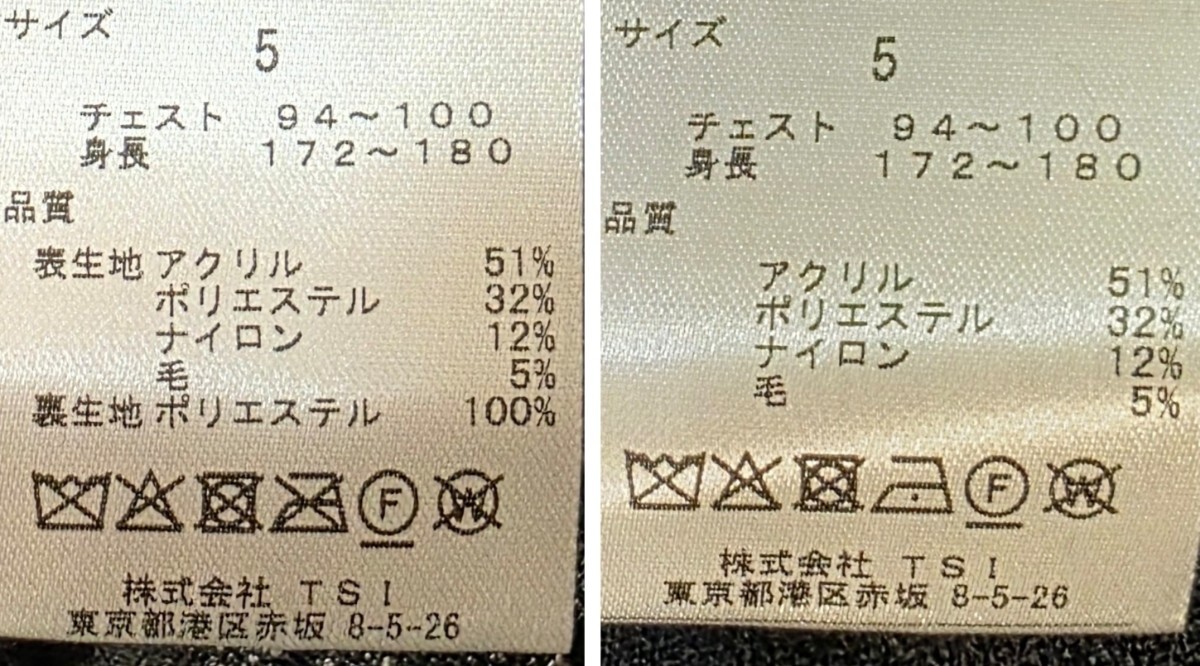 サイズ
5
チェスト 94~100
身長 172~180
品質
表生地 アクリル 51%
ポリエステル 32%
ナイロン 12%
毛 5%
裏生地 ポリエステル 100%
F W
株式会社 TSI
東京都港区赤坂 8-5-26
サイズ
5
チェスト 94~100
身長 172~180
品質
アクリル 51%
ポリエステル 32%
ナイロン 12%
毛 5%
F W
株式会社 TSI
東京都港区赤坂 8-5-26